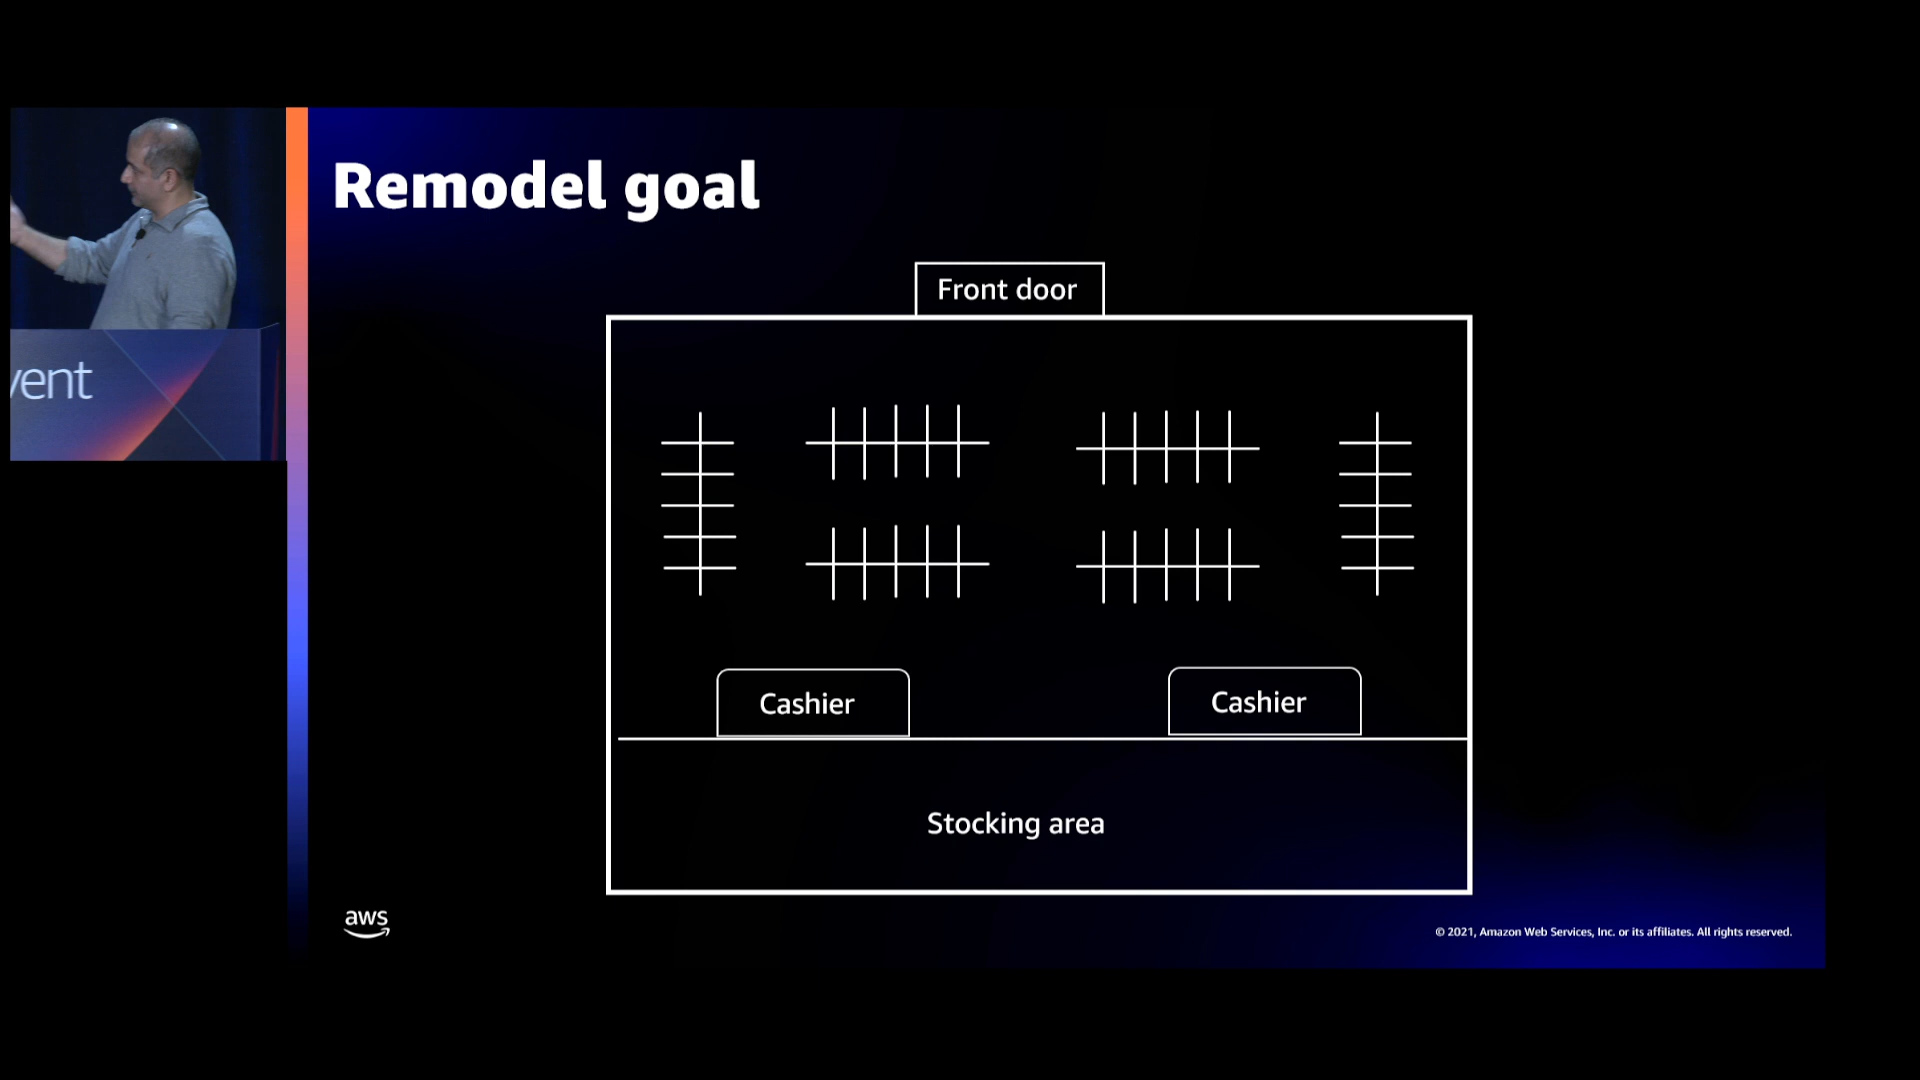 Remodel goal
Front door
Cashier
Cashier
Stocking area
vent
aws
© 2021, Amazon Web Services, Inc. or its affiliates. All rights reserved.